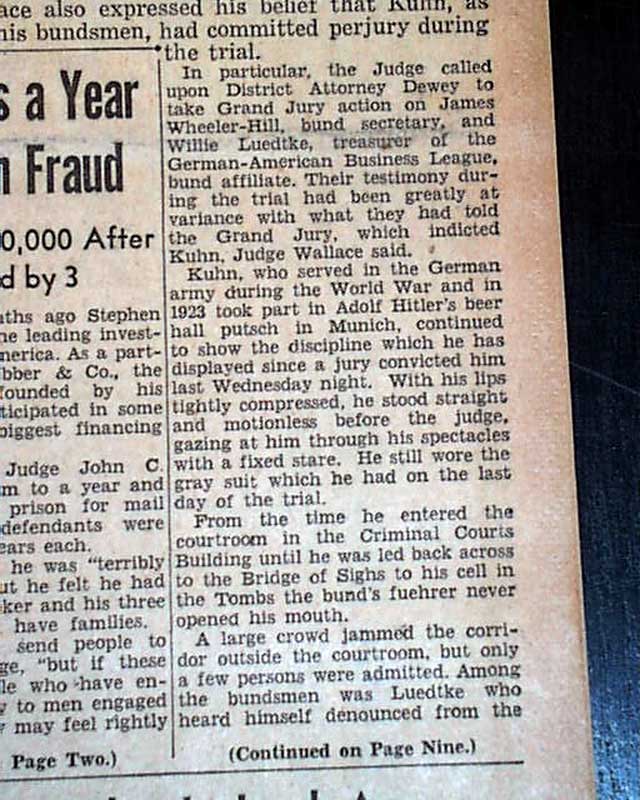 ace also expressed his belief that Kuhn, as
his bundsmen, had committed perjury during
the trial.
s a Year
n Fraud
0,000 After
d by 3
ths ago Stephen
he leading invest-
merica. As a part-
bber & Co., the
founded by his
ticipated in some
biggest financing
Judge John C.
m to a year and
prison for mail
defendants were
ears each.
he was “terribly
ut he felt he had
ker and his three
have families.
send people to
ge, “but if these
le who have en-
y to men engaged
y may feel rightly
Page Two.)
In particular, the Judge called
upon District Attorney Dewey to
take Grand Jury action on James
Wheeler-Hill, bund secretary, and
Willie Luedtke, treasurer of the
German-American Business League,
bund affiliate. Their testimony dur-
ing the trial had been greatly at
variance with what they had told
the Grand Jury, which indicted
Kuhn, Judge Wallace said.
Kuhn, who served in the German
army during the World War and in
1923 took part in Adolf Hitler’s beer
hall putsch in Munich, continued
to show the discipline which he has
displayed since a jury convicted him
last Wednesday night. With his lips
tightly compressed, he stood straight
and motionless before the judge,
gazing at him through his spectacles
with a fixed stare. He still wore the
gray suit which he had on the last
day of the trial.
From the time he entered the
courtroom in the Criminal Courts
Building until he was led back across
to the Bridge of Sighs to his cell in
the Tombs the bund’s fuehrer never
opened his mouth.
A large crowd jammed the corri-
dor outside the courtroom, but only
a few persons were admitted. Among
the bundsmen was Luedtke who
heard himself denounced from the
(Continued on Page Nine.)